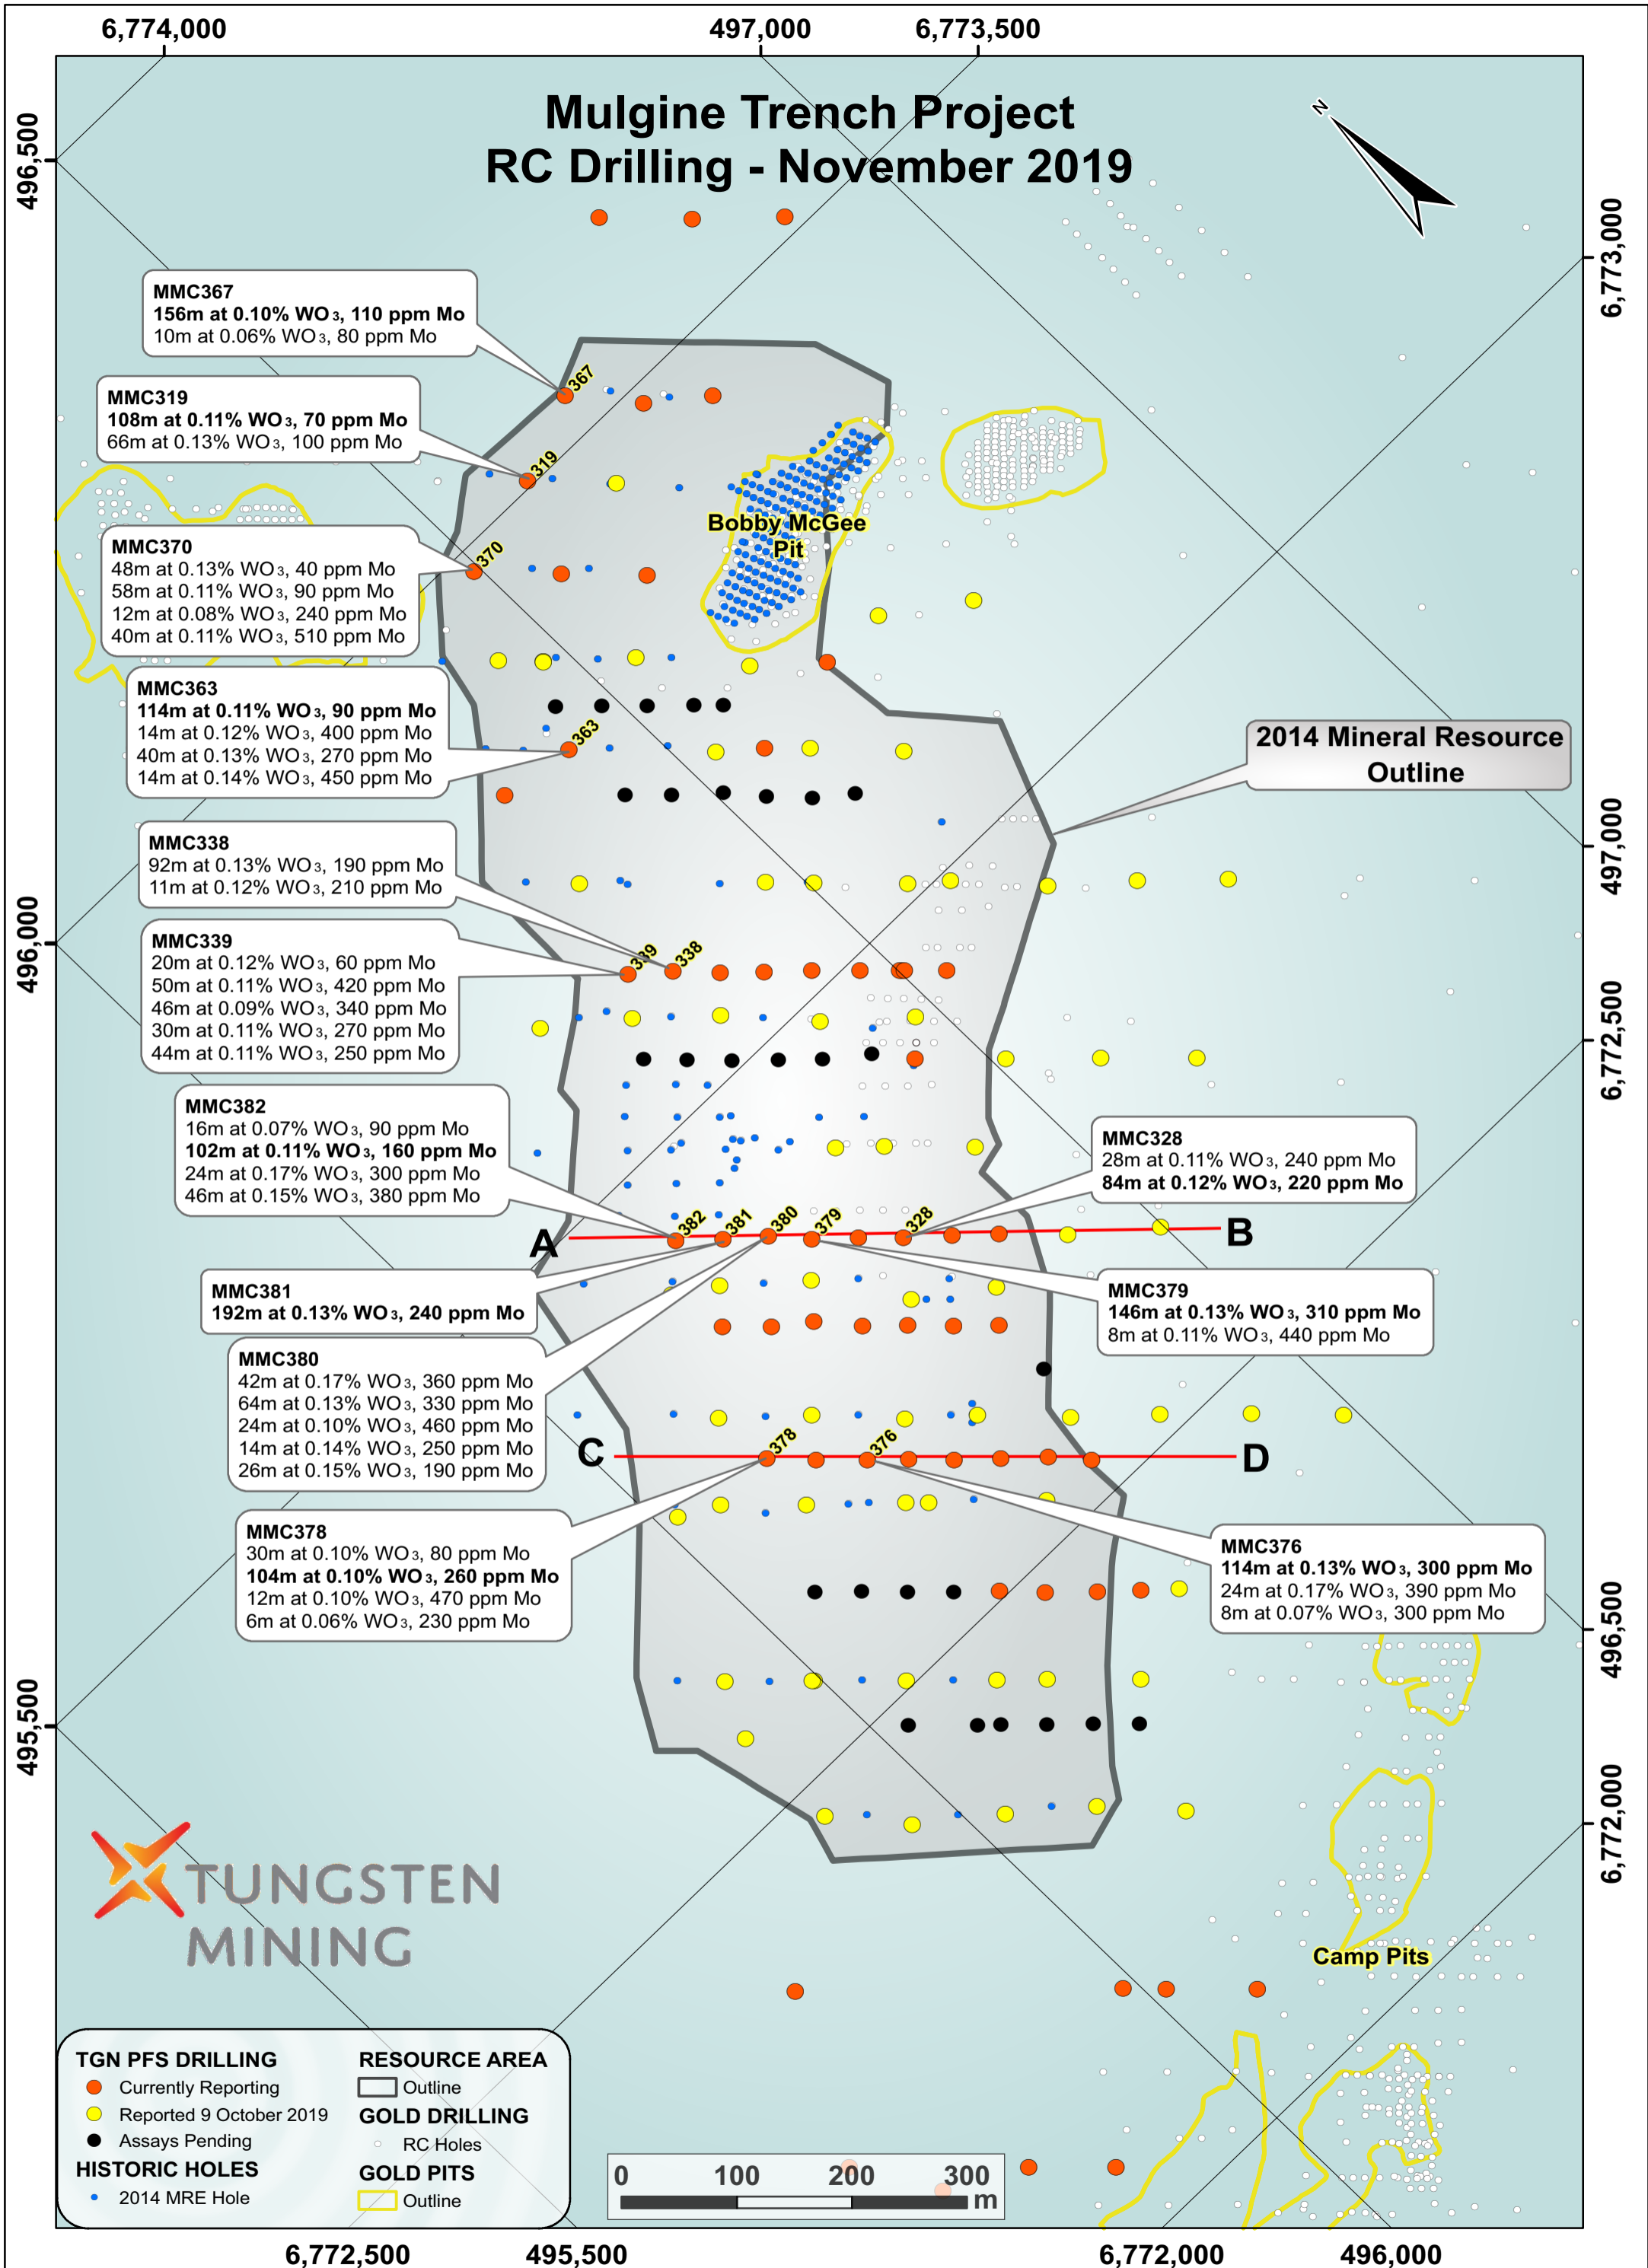 6,774,000
497,000
6,773,500
Mulgine Trench Project
RC Drilling - November 2019
N
496,500
6,773,000
MMC367
156m at 0.10% WO₃, 110 ppm Mo
10m at 0.06% WO₃, 80 ppm Mo
367
MMC319
108m at 0.11% WO₃, 70 ppm Mo
66m at 0.13% WO₃, 100 ppm Mo
319
Bobby McGee
Pit
MMC370
48m at 0.13% WO₃, 40 ppm Mo
58m at 0.11% WO₃, 90 ppm Mo
12m at 0.08% WO₃, 240 ppm Mo
40m at 0.11% WO₃, 510 ppm Mo
370
MMC363
114m at 0.11% WO₃, 90 ppm Mo
14m at 0.12% WO₃, 400 ppm Mo
40m at 0.13% WO₃, 270 ppm Mo
14m at 0.14% WO₃, 450 ppm Mo
363
2014 Mineral Resource
Outline
MMC338
92m at 0.13% WO₃, 190 ppm Mo
11m at 0.12% WO₃, 210 ppm Mo
497,000
496,000
MMC339
20m at 0.12% WO₃, 60 ppm Mo
50m at 0.11% WO₃, 420 ppm Mo
46m at 0.09% WO₃, 340 ppm Mo
30m at 0.11% WO₃, 270 ppm Mo
44m at 0.11% WO₃, 250 ppm Mo
339
338
6,772,500
MMC382
16m at 0.07% WO₃, 90 ppm Mo
102m at 0.11% WO₃, 160 ppm Mo
24m at 0.17% WO₃, 300 ppm Mo
46m at 0.15% WO₃, 380 ppm Mo
MMC328
28m at 0.11% WO₃, 240 ppm Mo
84m at 0.12% WO₃, 220 ppm Mo
A
382
381
380
379
328
B
MMC381
192m at 0.13% WO₃, 240 ppm Mo
MMC379
146m at 0.13% WO₃, 310 ppm Mo
8m at 0.11% WO₃, 440 ppm Mo
MMC380
42m at 0.17% WO₃, 360 ppm Mo
64m at 0.13% WO₃, 330 ppm Mo
24m at 0.10% WO₃, 460 ppm Mo
14m at 0.14% WO₃, 250 ppm Mo
26m at 0.15% WO₃, 190 ppm Mo
C
378
376
D
MMC378
30m at 0.10% WO₃, 80 ppm Mo
104m at 0.10% WO₃, 260 ppm Mo
12m at 0.10% WO₃, 470 ppm Mo
6m at 0.06% WO₃, 230 ppm Mo
MMC376
114m at 0.13% WO₃, 300 ppm Mo
24m at 0.17% WO₃, 390 ppm Mo
8m at 0.07% WO₃, 300 ppm Mo
496,500
495,500
6,772,000
TUNGSTEN
MINING
Camp Pits
TGN PFS DRILLING
Currently Reporting
Reported 9 October 2019
Assays Pending
HISTORIC HOLES
2014 MRE Hole
RESOURCE AREA
Outline
GOLD DRILLING
RC Holes
GOLD PITS
Outline
0 100 200 300
m
6,772,500
495,500
6,772,000
496,000